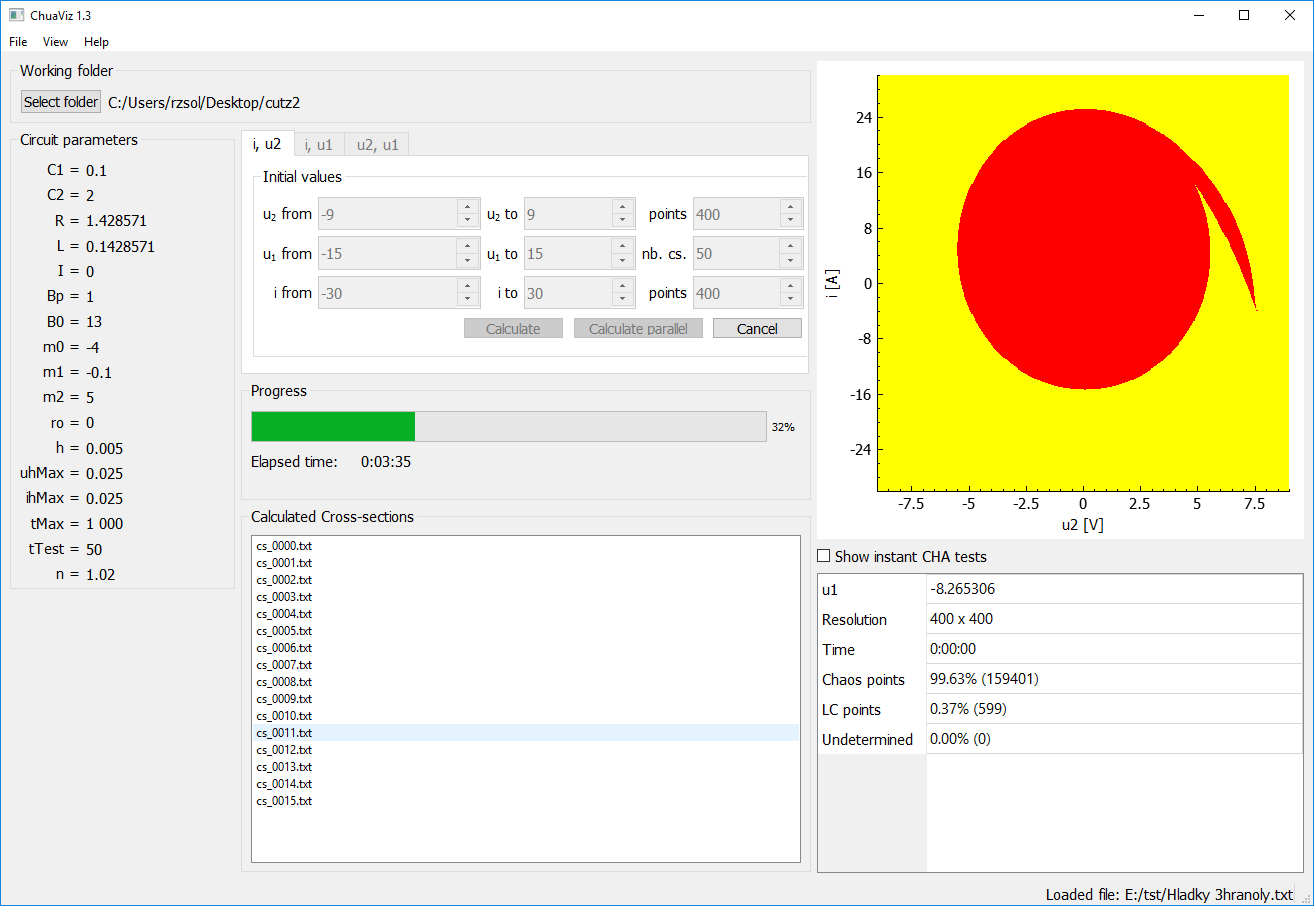 ChuaViz 1.3
File View Help
Working folder
Select folder C:/Users/rzsol/Desktop/cutz2
Circuit parameters
C1 = 0.1
C2 = 2
R = 1.428571
L = 0.1428571
I = 0
Bp = 1
B0 = 13
m0 = -4
m1 = -0.1
m2 = 5
ro = 0
h = 0.005
uhMax = 0.025
ihMax = 0.025
tMax = 1 000
tTest = 50
n = 1.02
i, u2 i, u1 u2, u1
Initial values
u2 from -9 u2 to 9 points 400
u1 from -15 u1 to 15 nb. cs. 50
i from -30 i to 30 points 400
Calculate Calculate parallel Cancel
Progress
32%
Elapsed time: 0:03:35
Calculated Cross-sections
cs_0000.txt
cs_0001.txt
cs_0002.txt
cs_0003.txt
cs_0004.txt
cs_0005.txt
cs_0006.txt
cs_0007.txt
cs_0008.txt
cs_0009.txt
cs_0010.txt
cs_0011.txt
cs_0012.txt
cs_0013.txt
cs_0014.txt
cs_0015.txt
i [A]
24
16
8
0
-8
-16
-24
-7.5 -5 -2.5 0 2.5 5 7.5
u2 [V]
Show instant CHA tests
u1 -8.265306
Resolution 400 x 400
Time 0:00:00
Chaos points 99.63% (159401)
LC points 0.37% (599)
Undetermined 0.00% (0)
Loaded file: E:/tst/Hladky 3hranoly.txt